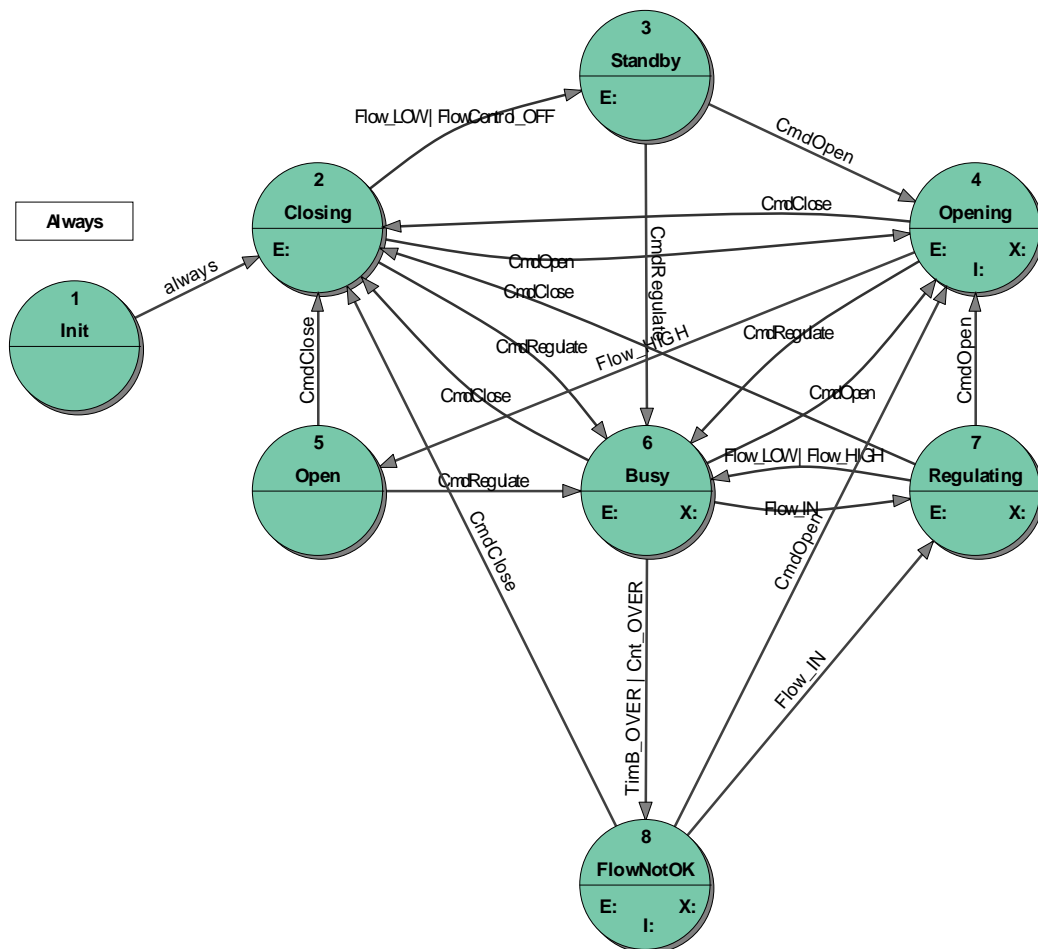 3
Standby
E:
Flow_LOW | FlowControl_OFF
CmdOpen
2
Closing
E:
4
Opening
E: X:
I:
Always
always
CmdClose
CmdOpen
CmdClose
CmdRegulate
1
Init
CmdClose
CmdRegulate
CmdClose
Flow_HIGH
CmdRegulate
CmdOpen
CmdOpen
5
Open
CmdRegulate
6
Busy
E: X:
Flow_LOW | Flow_HIGH
Flow_IN
7
Regulating
E: X:
CmdClose
TimB_OVER | Cnt_OVER
CmdOpen
Flow_IN
8
FlowNotOK
E: X:
I: